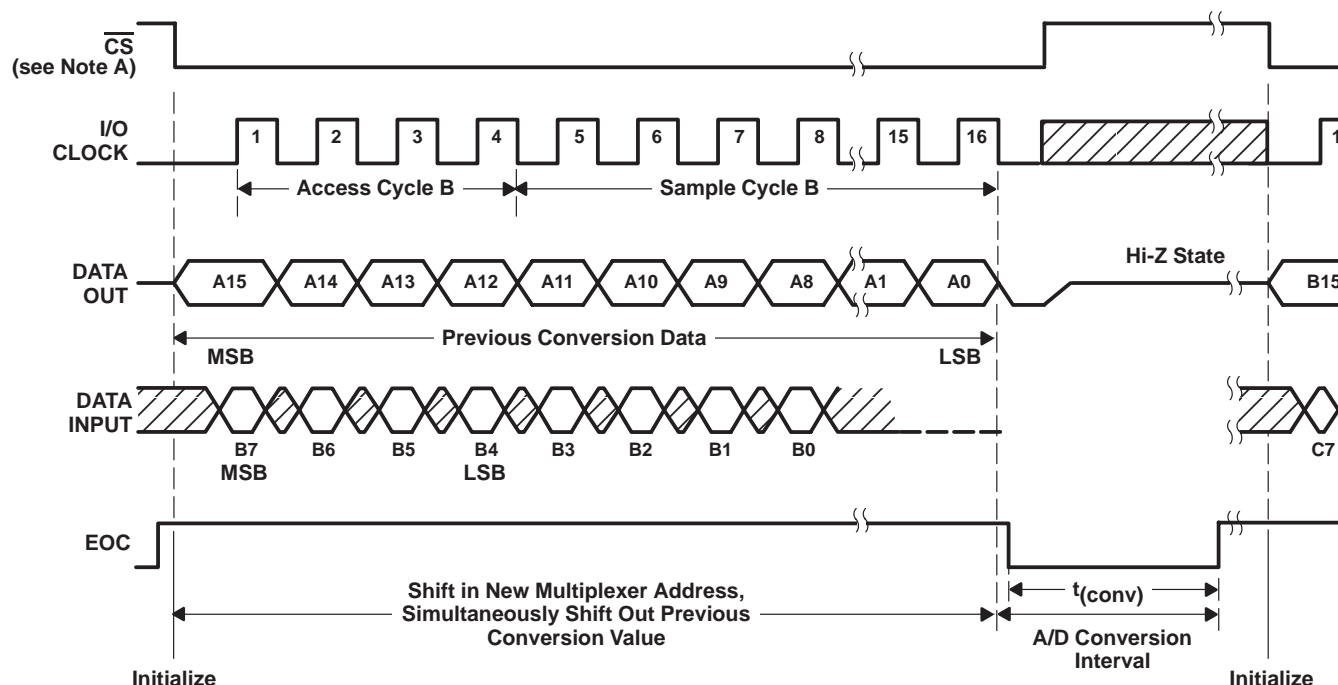 CS
(see Note A)
I/O
CLOCK
1 2 3 4 5 6 7 8 15 16 1
Access Cycle B Sample Cycle B
Hi-Z State
DATA
OUT
A15 A14 A13 A12 A11 A10 A9 A8 A1 A0 B15
Previous Conversion Data
MSB LSB
DATA
INPUT
B7 B6 B5 B4 B3 B2 B1 B0 C7
MSB LSB
EOC
Shift in New Multiplexer Address,
Simultaneously Shift Out Previous
Conversion Value
t(conv)
A/D Conversion
Interval
Initialize Initialize